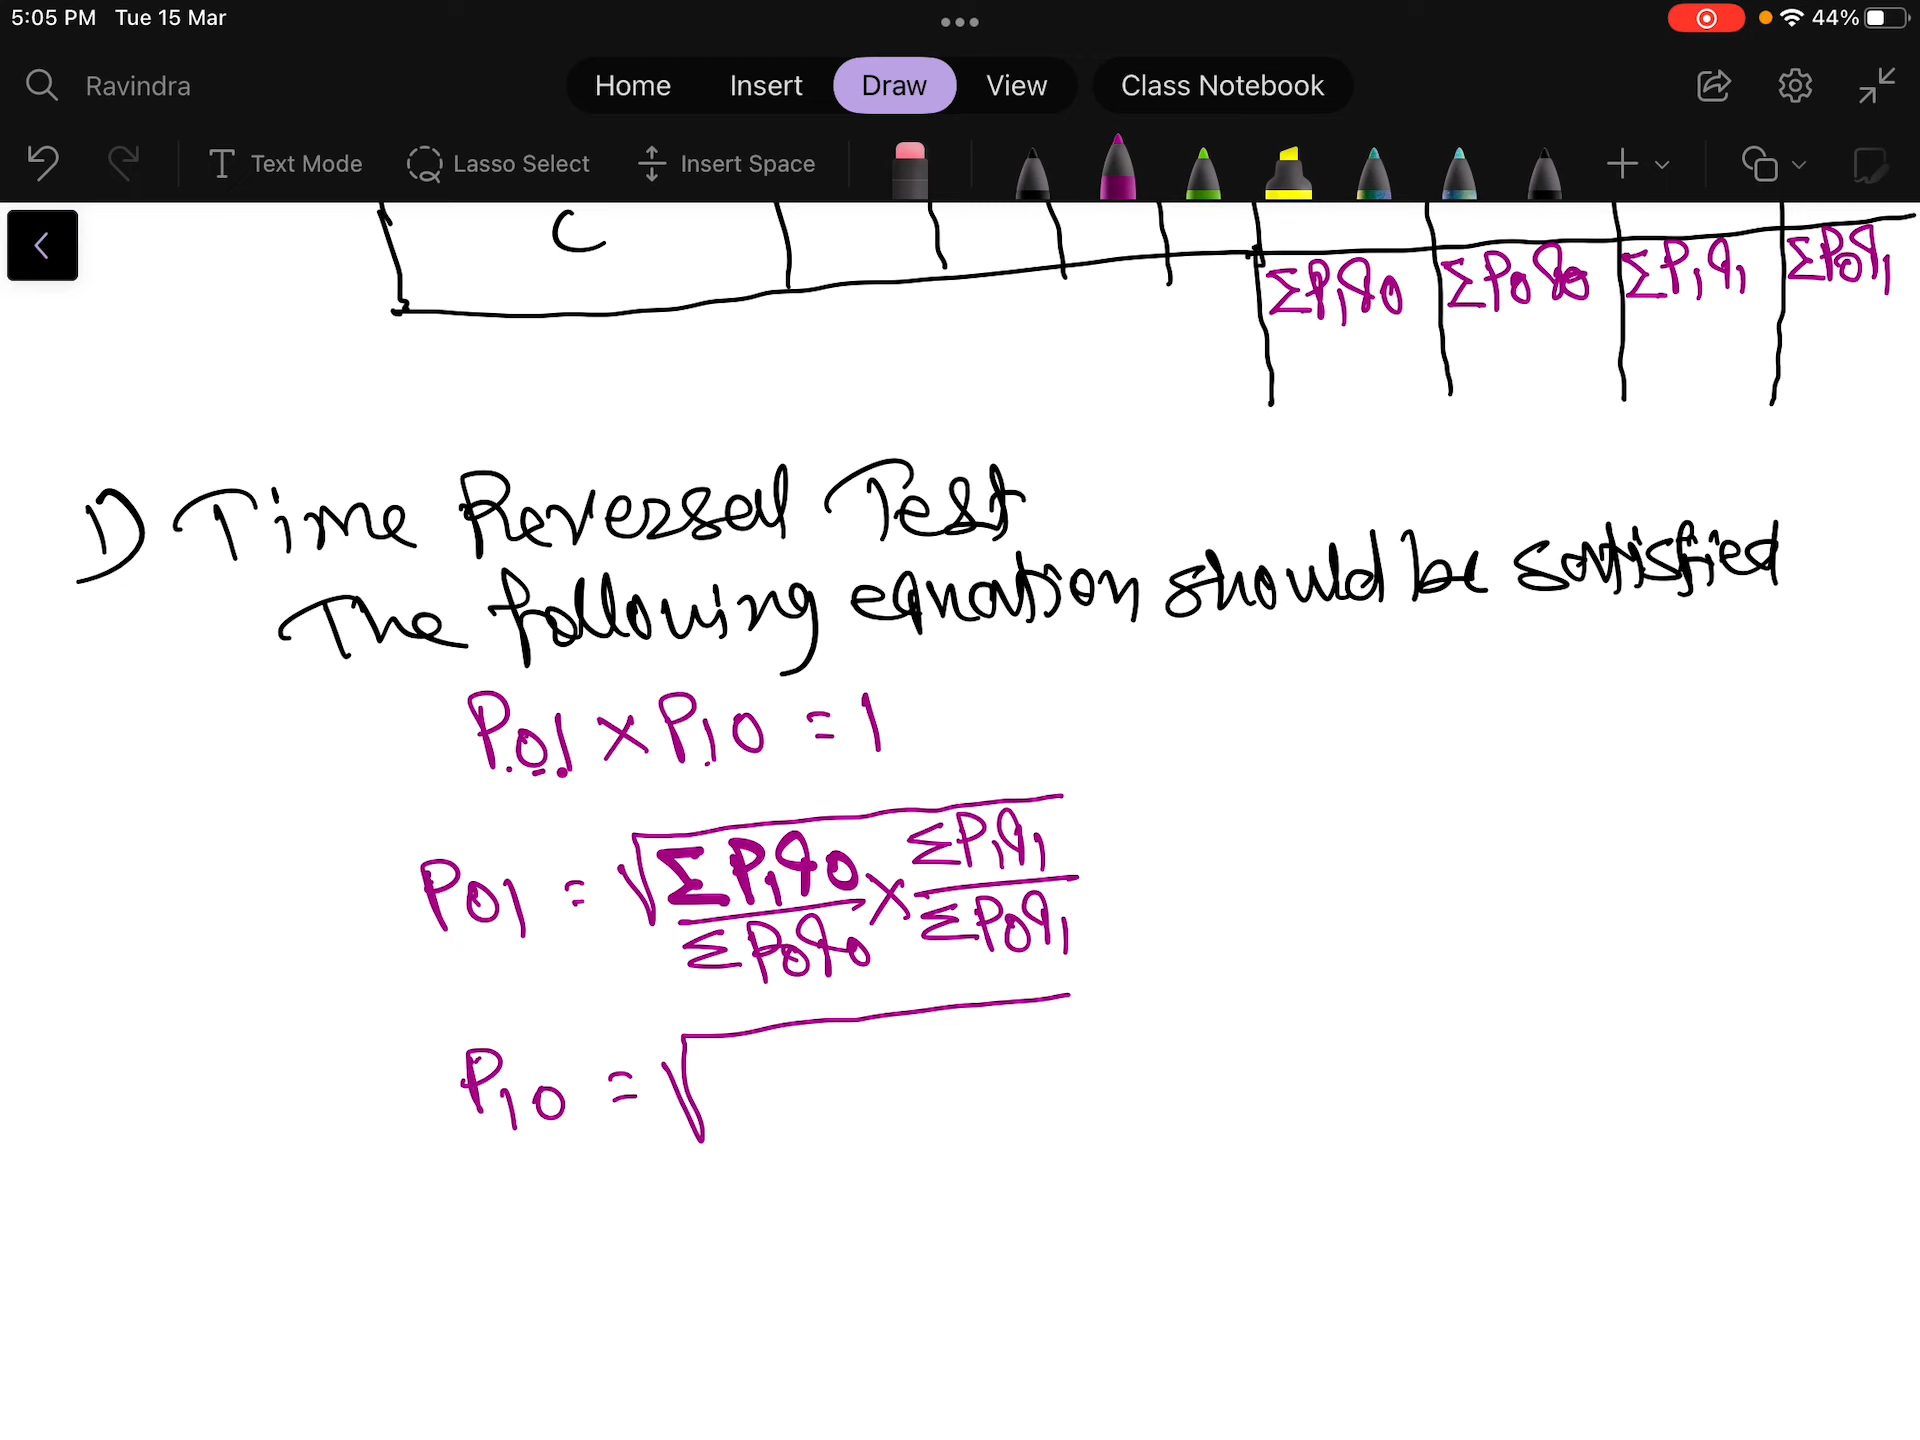 5:05 PM Tue 15 Mar 44%
Ravindra Home Insert Draw View Class Notebook
Text Mode Lasso Select Insert Space
C
ΣP₁q₀ ΣP₀q₀ ΣP₁q₁ ΣP₀q₁
1) Time Reversal Test
The following equation should be satisfied
P₀₁ × P₁₀ = 1
P₀₁ = √ ΣP₁q₀/ΣP₀q₀ × ΣP₁q₁/ΣP₀q₁
P₁₀ = √